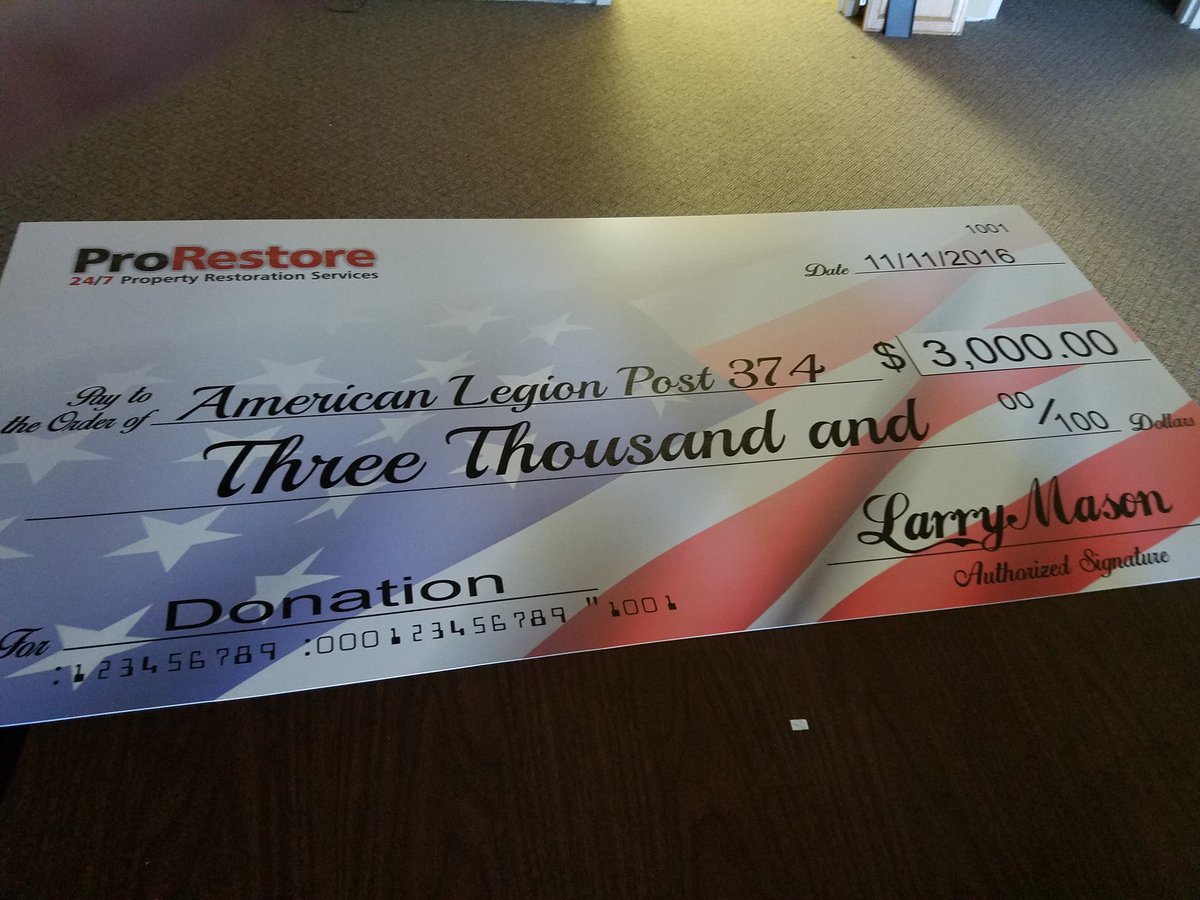 ProRestore
24/7 Property Restoration Services
1001
Date 11/11/2016
Pay to
the Order of American Legion Post 374 $ 3,000.00
Three Thousand and 00/100 Dollars
Larry Mason
Authorized Signature
For Donation
:123456789 :000123456789 "1001